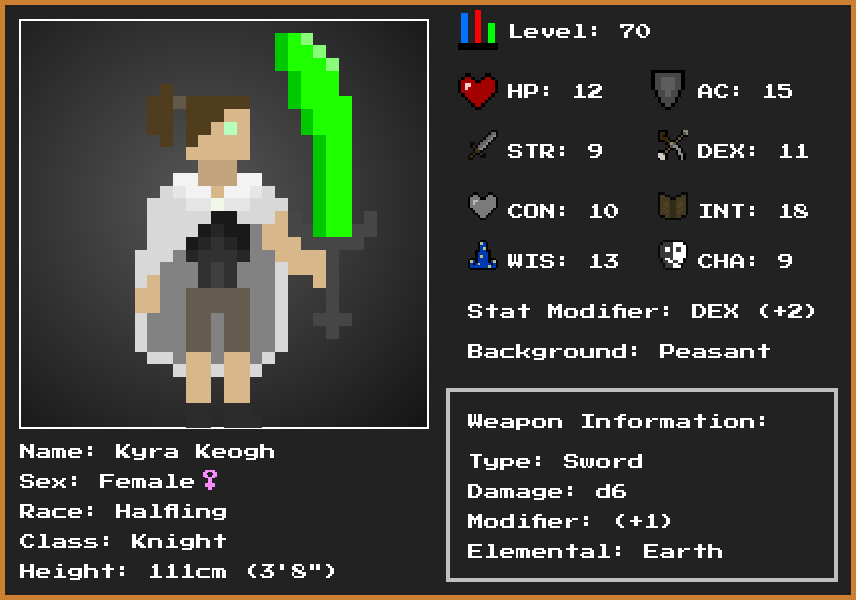 Level: 70
HP: 12
AC: 15
STR: 9
DEX: 11
CON: 10
INT: 18
WIS: 13
CHA: 9
Stat Modifier: DEX (+2)
Background: Peasant
Weapon Information:
Type: Sword
Damage: d6
Modifier: (+1)
Elemental: Earth
Name: Kyra Keogh
Sex: Female♀
Race: Halfling
Class: Knight
Height: 111cm (3'8")